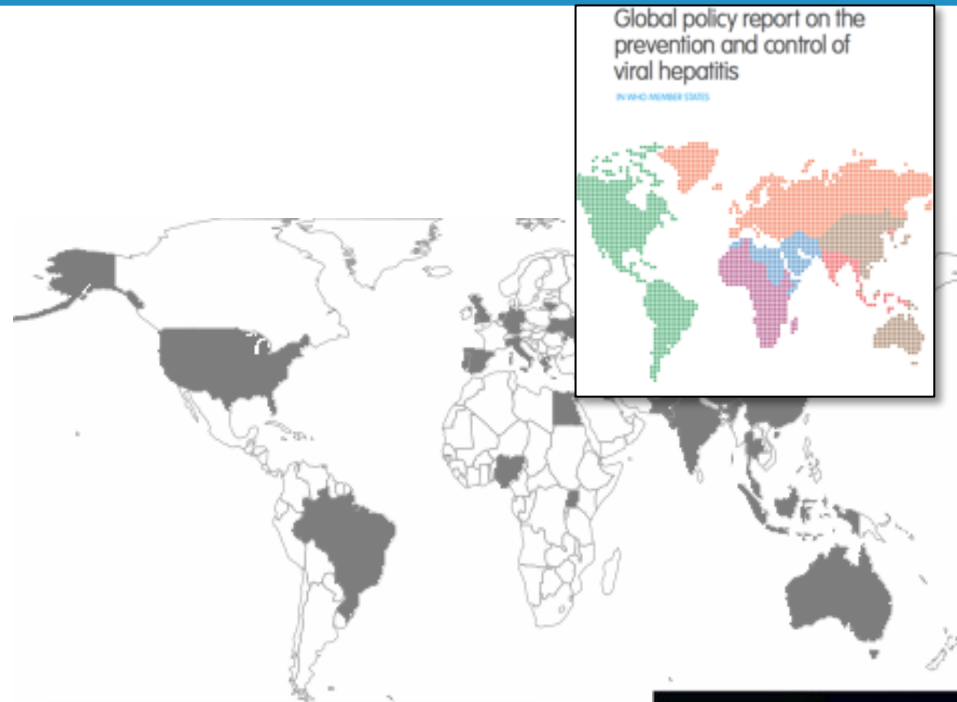 Global policy report on the
prevention and control of
viral hepatitis
IN WHO MEMBER STATES